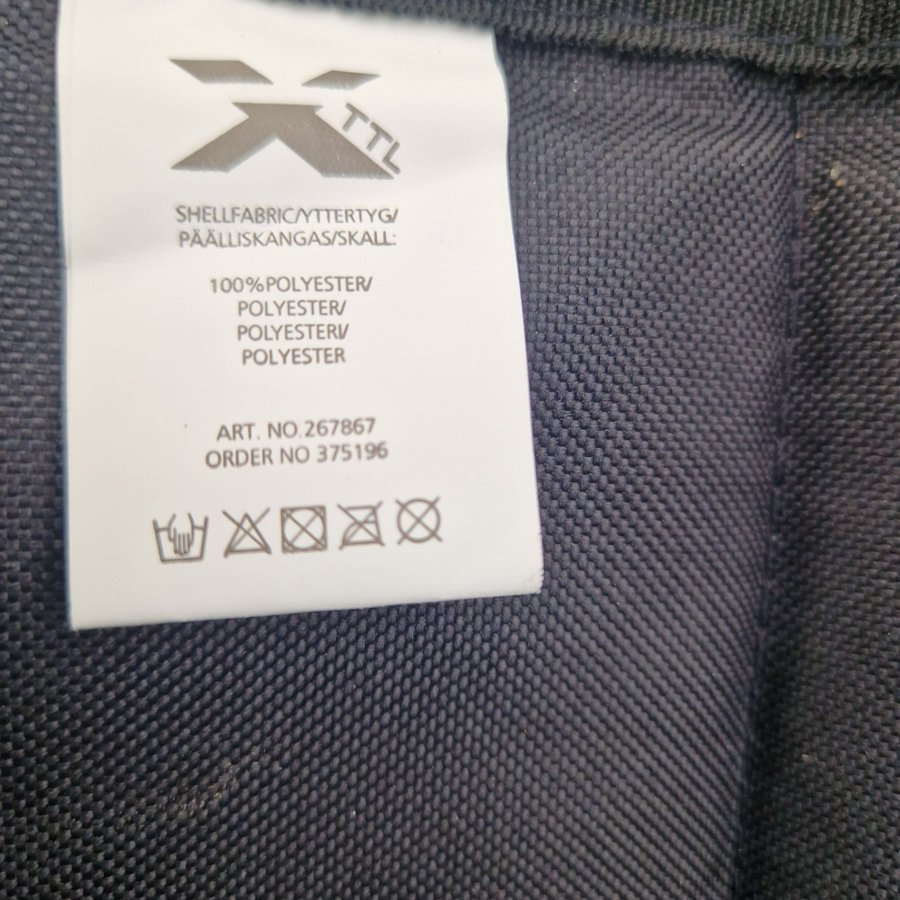 X TTL
SHELLFABRIC/YTTERTYG/
PÄÄLLISKANGAS/SKALL:
100%POLYESTER/
POLYESTER/
POLYESTERI/
POLYESTER
ART. NO.267867
ORDER NO 375196